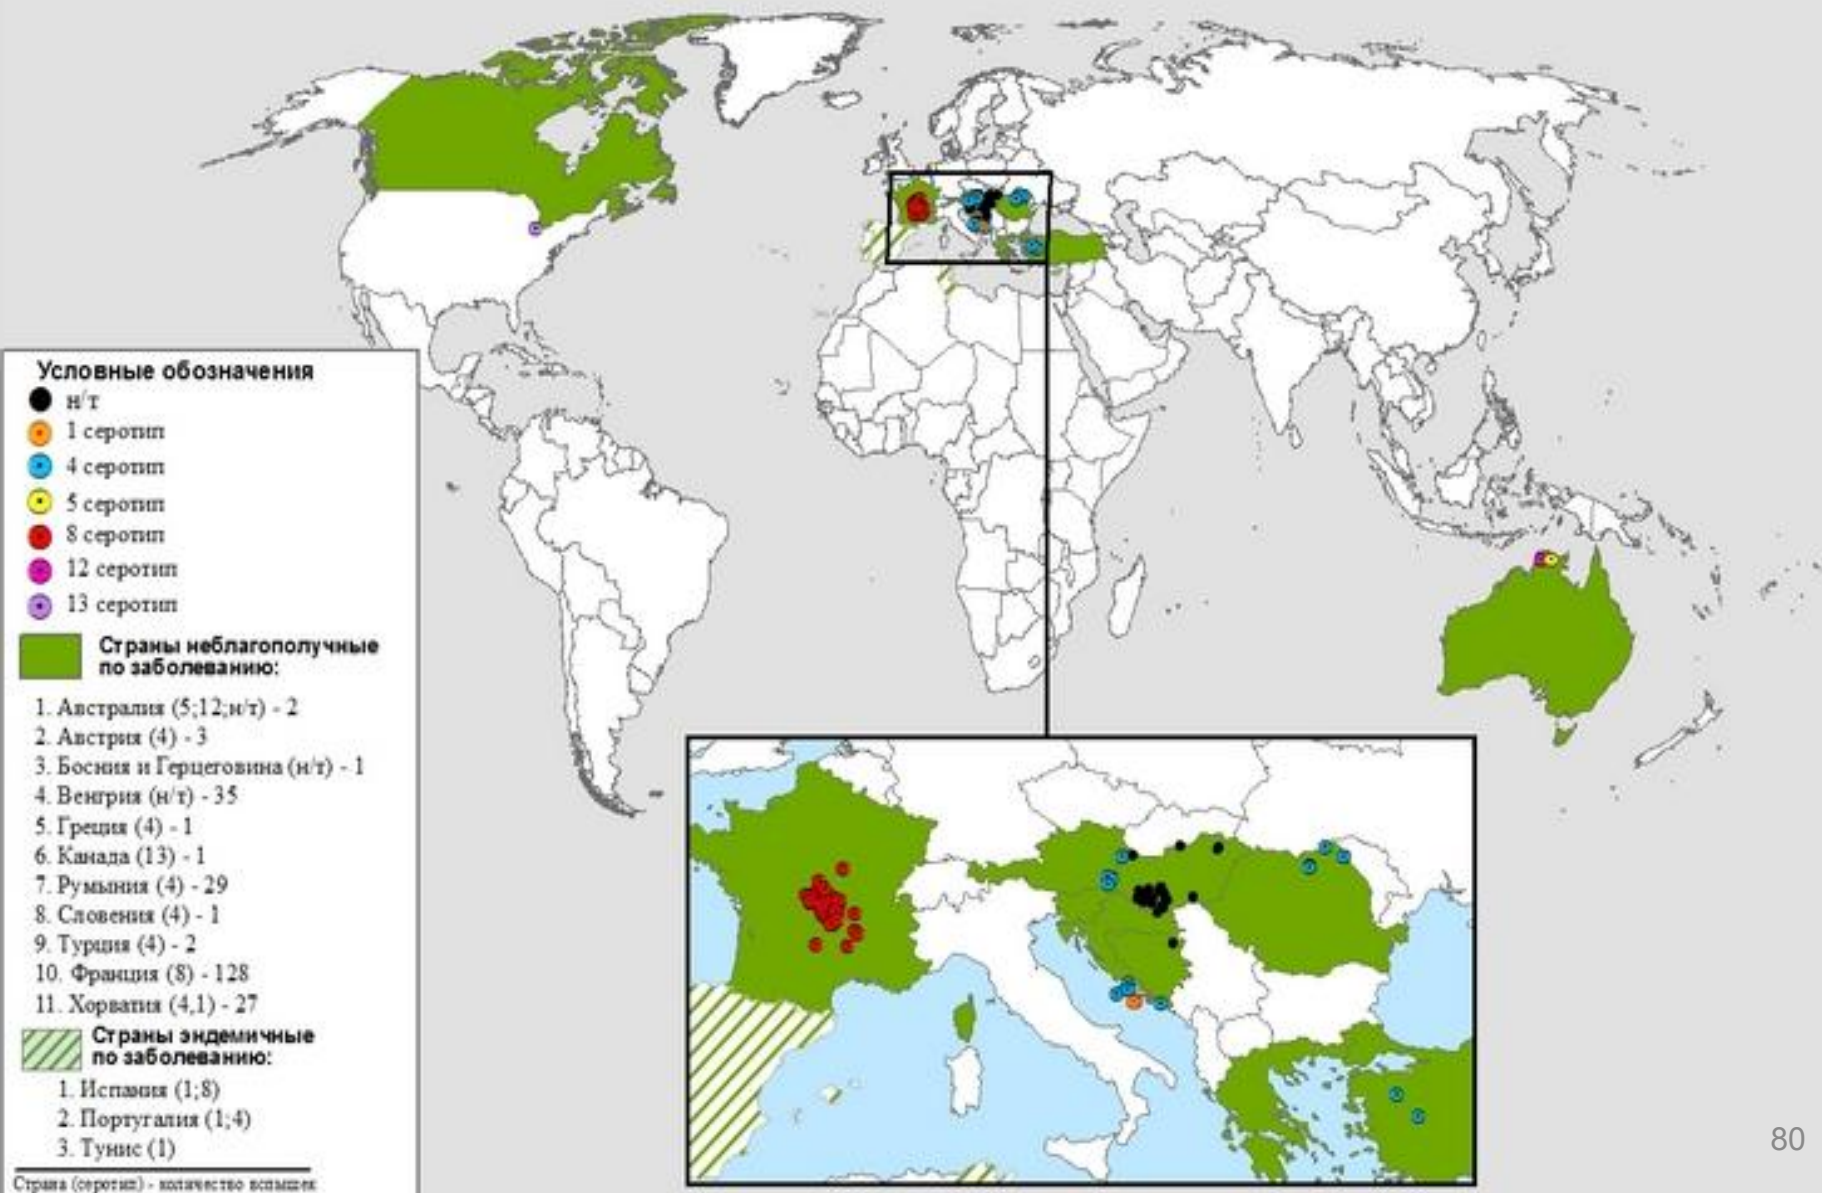 Условные обозначения
н/т
1 серотип
4 серотип
5 серотип
8 серотип
12 серотип
13 серотип
Страны неблагополучные
по заболеванию:
1. Австралия (5;12;н/т) - 2
2. Австрия (4) - 3
3. Босния и Герцеговина (н/т) - 1
4. Венгрия (н/т) - 35
5. Греция (4) - 1
6. Канада (13) - 1
7. Румыния (4) - 29
8. Словения (4) - 1
9. Турция (4) - 2
10. Франция (8) - 128
11. Хорватия (4,1) - 27
Страны эндемичные
по заболеванию:
1. Испания (1;8)
2. Португалия (1;4)
3. Тунис (1)
Страна (серотип) - количество вспышек
80